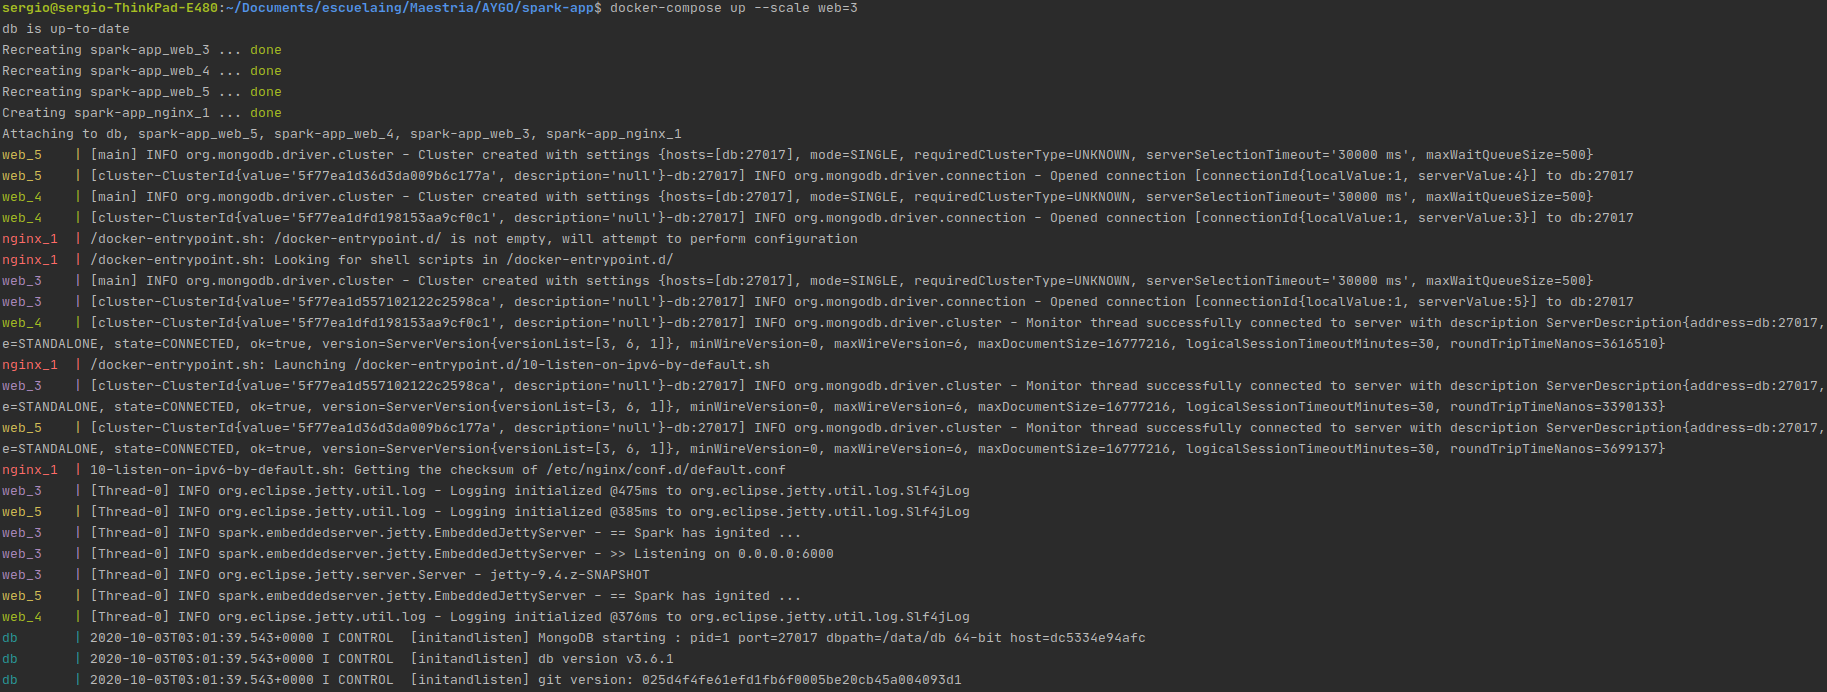 sergio@sergio-ThinkPad-E480:~/Documents/escuelaing/Maestria/AYGO/spark-app$ docker-compose up --scale web=3
db is up-to-date
Recreating spark-app_web_3 ... done
Recreating spark-app_web_4 ... done
Recreating spark-app_web_5 ... done
Creating spark-app_nginx_1 ... done
Attaching to db, spark-app_web_5, spark-app_web_4, spark-app_web_3, spark-app_nginx_1
web_5    | [main] INFO org.mongodb.driver.cluster - Cluster created with settings {hosts=[db:27017], mode=SINGLE, requiredClusterType=UNKNOWN, serverSelectionTimeout='30000 ms', maxWaitQueueSize=500}
web_5    | [cluster-ClusterId{value='5f77ea1d36d3da009b6c177a', description='null'}-db:27017] INFO org.mongodb.driver.connection - Opened connection [connectionId{localValue:1, serverValue:4}] to db:27017
web_4    | [main] INFO org.mongodb.driver.cluster - Cluster created with settings {hosts=[db:27017], mode=SINGLE, requiredClusterType=UNKNOWN, serverSelectionTimeout='30000 ms', maxWaitQueueSize=500}
web_4    | [cluster-ClusterId{value='5f77ea1dfd198153aa9cf0c1', description='null'}-db:27017] INFO org.mongodb.driver.connection - Opened connection [connectionId{localValue:1, serverValue:3}] to db:27017
nginx_1  | /docker-entrypoint.sh: /docker-entrypoint.d/ is not empty, will attempt to perform configuration
nginx_1  | /docker-entrypoint.sh: Looking for shell scripts in /docker-entrypoint.d/
web_3    | [main] INFO org.mongodb.driver.cluster - Cluster created with settings {hosts=[db:27017], mode=SINGLE, requiredClusterType=UNKNOWN, serverSelectionTimeout='30000 ms', maxWaitQueueSize=500}
web_3    | [cluster-ClusterId{value='5f77ea1d557102122c2598ca', description='null'}-db:27017] INFO org.mongodb.driver.connection - Opened connection [connectionId{localValue:1, serverValue:5}] to db:27017
web_4    | [cluster-ClusterId{value='5f77ea1dfd198153aa9cf0c1', description='null'}-db:27017] INFO org.mongodb.driver.cluster - Monitor thread successfully connected to server with description ServerDescription{address=db:27017,
e=STANDALONE, state=CONNECTED, ok=true, version=ServerVersion{versionList=[3, 6, 1]}, minWireVersion=0, maxWireVersion=6, maxDocumentSize=16777216, logicalSessionTimeoutMinutes=30, roundTripTimeNanos=3616510}
nginx_1  | /docker-entrypoint.sh: Launching /docker-entrypoint.d/10-listen-on-ipv6-by-default.sh
web_3    | [cluster-ClusterId{value='5f77ea1d557102122c2598ca', description='null'}-db:27017] INFO org.mongodb.driver.cluster - Monitor thread successfully connected to server with description ServerDescription{address=db:27017,
e=STANDALONE, state=CONNECTED, ok=true, version=ServerVersion{versionList=[3, 6, 1]}, minWireVersion=0, maxWireVersion=6, maxDocumentSize=16777216, logicalSessionTimeoutMinutes=30, roundTripTimeNanos=3390133}
web_5    | [cluster-ClusterId{value='5f77ea1d36d3da009b6c177a', description='null'}-db:27017] INFO org.mongodb.driver.cluster - Monitor thread successfully connected to server with description ServerDescription{address=db:27017,
e=STANDALONE, state=CONNECTED, ok=true, version=ServerVersion{versionList=[3, 6, 1]}, minWireVersion=0, maxWireVersion=6, maxDocumentSize=16777216, logicalSessionTimeoutMinutes=30, roundTripTimeNanos=3699137}
nginx_1  | 10-listen-on-ipv6-by-default.sh: Getting the checksum of /etc/nginx/conf.d/default.conf
web_3    | [Thread-0] INFO org.eclipse.jetty.util.log - Logging initialized @475ms to org.eclipse.jetty.util.log.Slf4jLog
web_5    | [Thread-0] INFO org.eclipse.jetty.util.log - Logging initialized @385ms to org.eclipse.jetty.util.log.Slf4jLog
web_3    | [Thread-0] INFO spark.embeddedserver.jetty.EmbeddedJettyServer - == Spark has ignited ...
web_3    | [Thread-0] INFO spark.embeddedserver.jetty.EmbeddedJettyServer - >> Listening on 0.0.0.0:6000
web_3    | [Thread-0] INFO org.eclipse.jetty.server.Server - jetty-9.4.z-SNAPSHOT
web_5    | [Thread-0] INFO spark.embeddedserver.jetty.EmbeddedJettyServer - == Spark has ignited ...
web_4    | [Thread-0] INFO org.eclipse.jetty.util.log - Logging initialized @376ms to org.eclipse.jetty.util.log.Slf4jLog
db       | 2020-10-03T03:01:39.543+0000 I CONTROL  [initandlisten] MongoDB starting : pid=1 port=27017 dbpath=/data/db 64-bit host=dc5334e94afc
db       | 2020-10-03T03:01:39.543+0000 I CONTROL  [initandlisten] db version v3.6.1
db       | 2020-10-03T03:01:39.543+0000 I CONTROL  [initandlisten] git version: 025d4f4fe61efd1fb6f0005be20cb45a004093d1